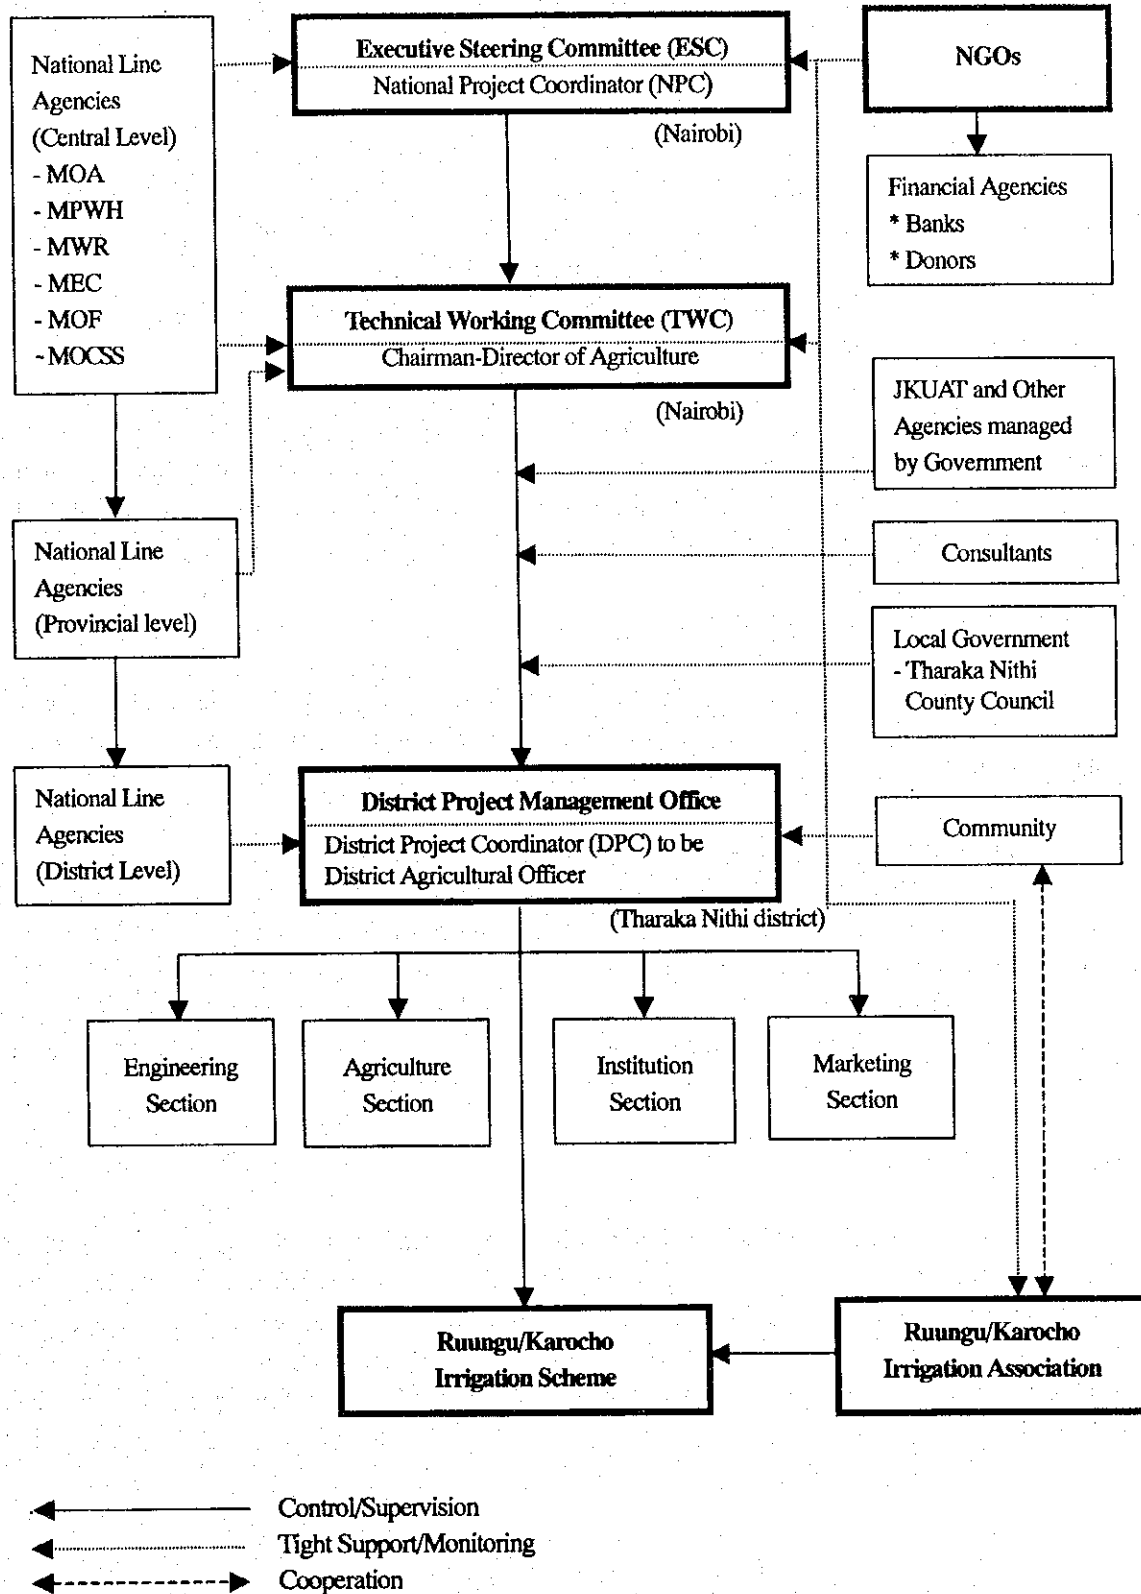 National Line
Agencies
(Central Level)
- MOA
- MPWH
- MWR
- MEC
- MOF
- MOCSS
Executive Steering Committee (ESC)
National Project Coordinator (NPC)
(Nairobi)
NGOs
Financial Agencies
* Banks
* Donors
Technical Working Committee (TWC)
Chairman-Director of Agriculture
(Nairobi)
JKUAT and Other
Agencies managed
by Government
National Line
Agencies
(Provincial level)
Consultants
Local Government
- Tharaka Nithi
County Council
National Line
Agencies
(District Level)
District Project Management Office
District Project Coordinator (DPC) to be
District Agricultural Officer
(Tharaka Nithi district)
Community
Engineering
Section
Agriculture
Section
Institution
Section
Marketing
Section
Ruungu/Karocho
Irrigation Scheme
Ruungu/Karocho
Irrigation Association
Control/Supervision
Tight Support/Monitoring
Cooperation